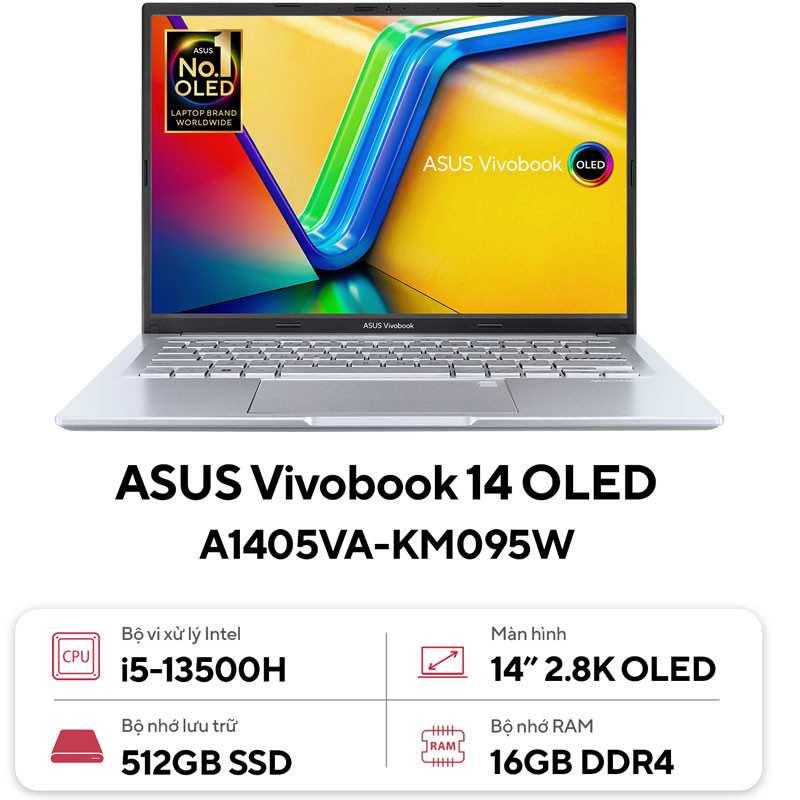 ASUS
No.1
OLED
LAPTOP BRAND
WORLDWIDE
ASUS Vivobook OLED
ASUS Vivobook
ASUS Vivobook 14 OLED
A1405VA-KM095W
CPU
Bộ vi xử lý Intel
i5-13500H
Màn hình
14” 2.8K OLED
Bộ nhớ lưu trữ
512GB SSD
RAM
Bộ nhớ RAM
16GB DDR4